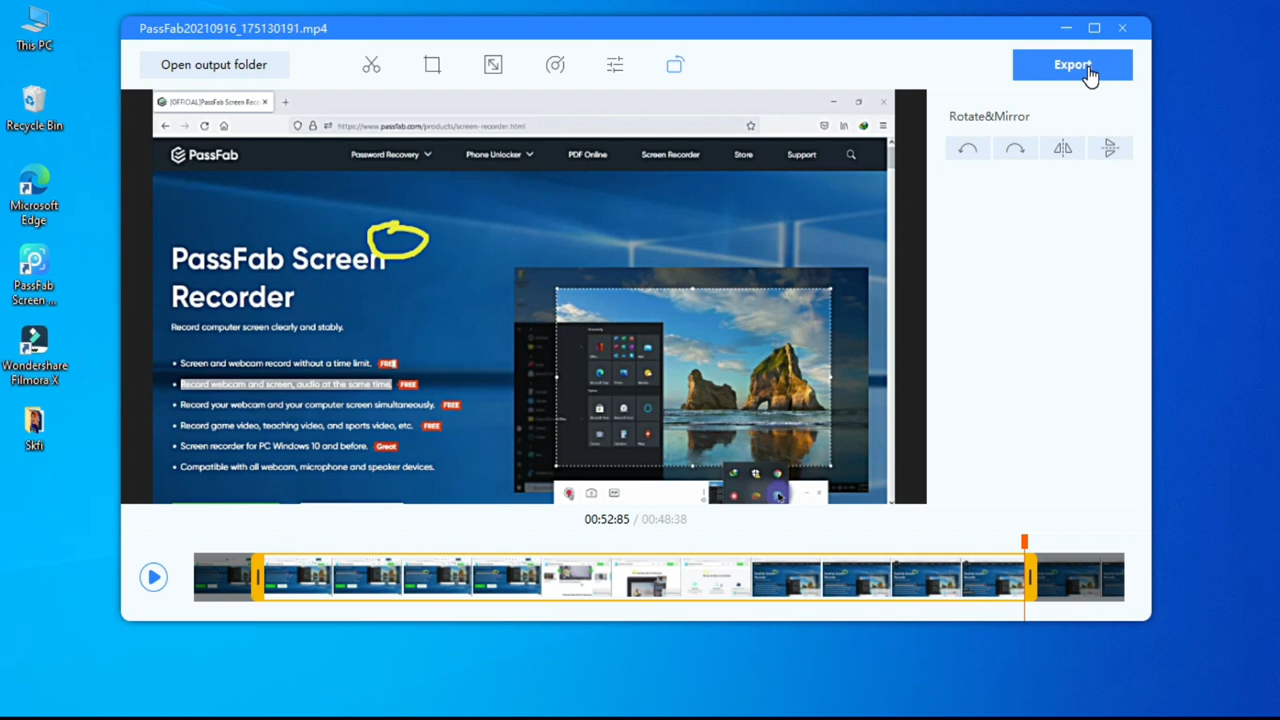 This PC
Recycle Bin
Microsoft
Edge
PassFab
Screen ...
Wondershare
Filmora X
Skfi
PassFab20210916_175130191.mp4
Open output folder
Export
Rotate&Mirror
[OFFICIAL]PassFab Screen Rec
https://www.passfab.com/products/screen-recorder.html
PassFab
Password Recovery
Phone Unlocker
PDF Online
Screen Recorder
Store
Support
PassFab Screen
Recorder
Record computer screen clearly and stably.
• Screen and webcam record without a time limit. FREE
• Record webcam and screen, audio at the same time. FREE
• Record your webcam and your computer screen simultaneously. FREE
• Record game video, teaching video, and sports video, etc. FREE
• Screen recorder for PC Windows 10 and before. Great
• Compatible with all webcam, microphone and speaker devices.
00:52:85 / 00:48:38